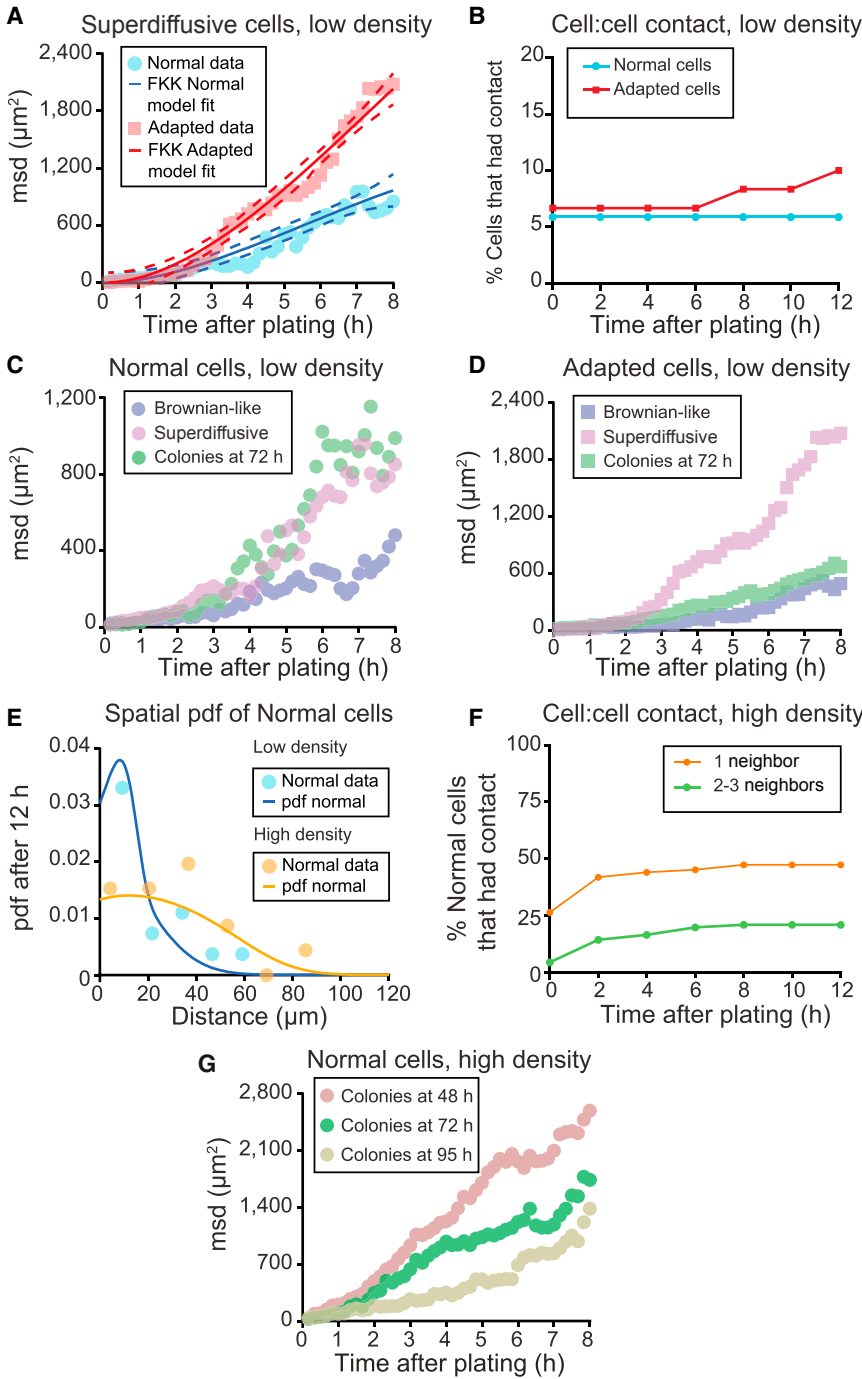 A
Superdiffusive cells, low density
2,400
1,800
1,200
600
0
msd (µm²)
Normal data
FKK Normal
model fit
Adapted data
FKK Adapted
model fit
0 1 2 3 4 5 6 7 8
Time after plating (h)
B
Cell:cell contact, low density
20
15
10
5
0
% Cells that had contact
Normal cells
Adapted cells
0 2 4 6 8 10 12
Time after plating (h)
C
Normal cells, low density
1,200
800
400
0
msd (µm²)
Brownian-like
Superdiffusive
Colonies at 72 h
0 1 2 3 4 5 6 7 8
Time after plating (h)
D
Adapted cells, low density
2,400
1,800
1,200
600
0
msd (µm²)
Brownian-like
Superdiffusive
Colonies at 72 h
0 1 2 3 4 5 6 7 8
Time after plating (h)
E
Spatial pdf of Normal cells
0.04
0.03
0.02
0.01
0
pdf after 12 h
Low density
Normal data
pdf normal
High density
Normal data
pdf normal
0 20 40 60 80 100 120
Distance (µm)
F
Cell:cell contact, high density
100
75
50
25
0
% Normal cells
that had contact
1 neighbor
2-3 neighbors
0 2 4 6 8 10 12
Time after plating (h)
G
Normal cells, high density
2,800
2,100
1,400
700
0
msd (µm²)
Colonies at 48 h
Colonies at 72 h
Colonies at 95 h
0 1 2 3 4 5 6 7 8
Time after plating (h)